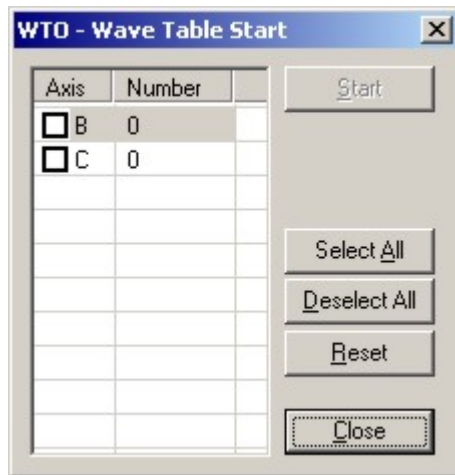 WTO - Wave Table Start
Axis Number
Start
B 0
C 0
Select All
Deselect All
Reset
Close